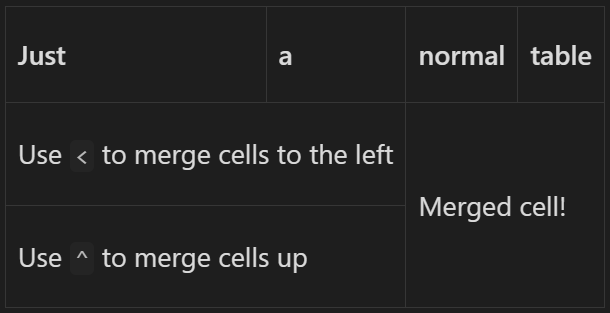 Just a normal table
Use < to merge cells to the left
Merged cell!
Use ^ to merge cells up